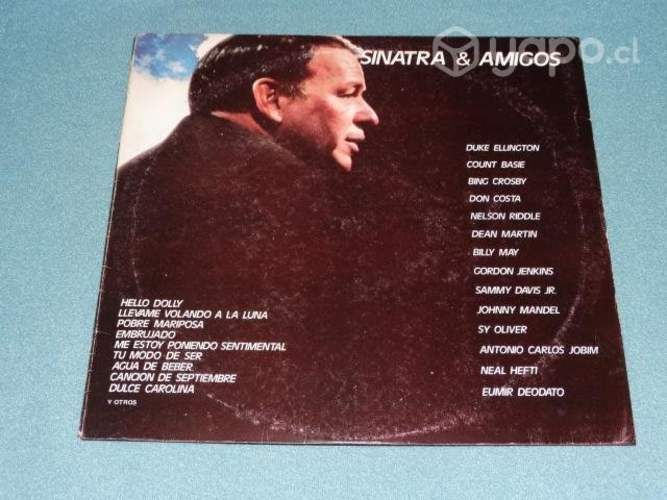 yapo.cl
SINATRA & AMIGOS
DUKE ELLINGTON
COUNT BASIE
BING CROSBY
DON COSTA
NELSON RIDDLE
DEAN MARTIN
BILLY MAY
GORDON JENKINS
SAMMY DAVIS JR.
JOHNNY MANDEL
SY OLIVER
ANTONIO CARLOS JOBIM
NEAL HEFTI
EUMIR DEODATO
HELLO DOLLY
LLEVAME VOLANDO A LA LUNA
POBRE MARIPOSA
EMBRUJADO
ME ESTOY PONIENDO SENTIMENTAL
TU MODO DE SER
AGUA DE BEBER
CANCION DE SEPTIEMBRE
DULCE CAROLINA
Y OTROS